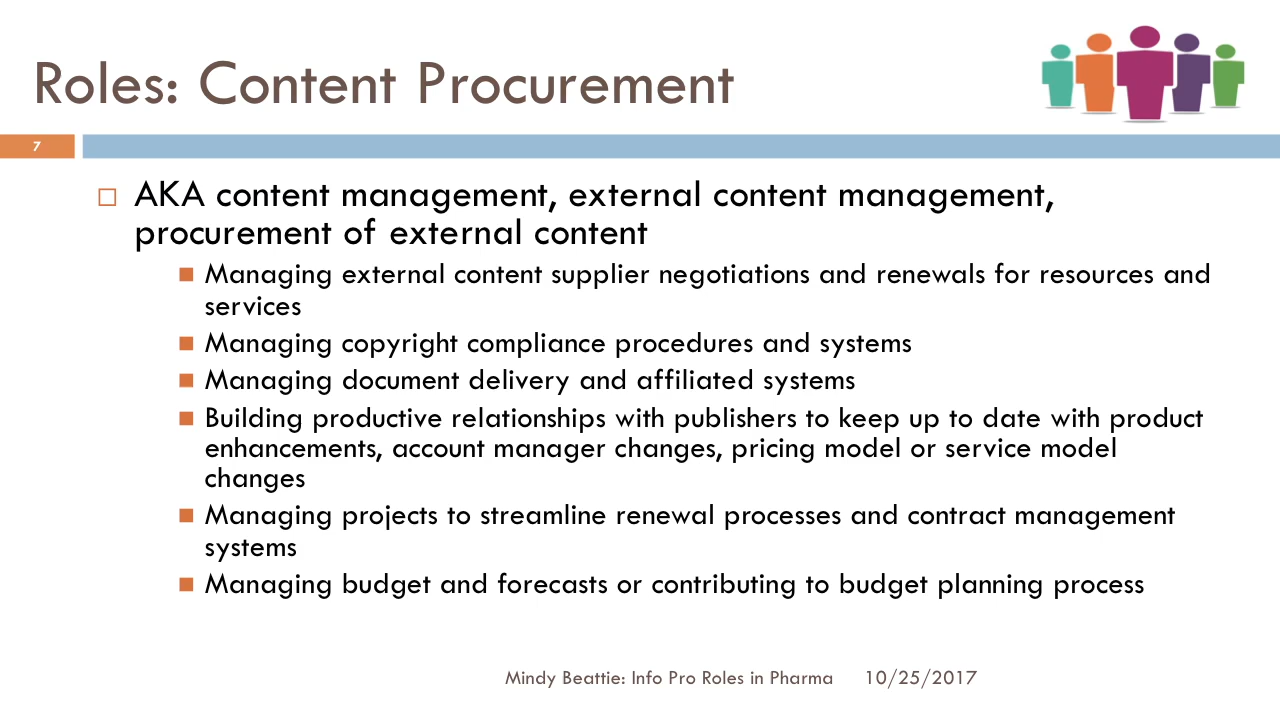 Roles: Content Procurement
7
AKA content management, external content management,
procurement of external content
Managing external content supplier negotiations and renewals for resources and
services
Managing copyright compliance procedures and systems
Managing document delivery and affiliated systems
Building productive relationships with publishers to keep up to date with product
enhancements, account manager changes, pricing model or service model
changes
Managing projects to streamline renewal processes and contract management
systems
Managing budget and forecasts or contributing to budget planning process
Mindy Beattie: Info Pro Roles in Pharma 10/25/2017